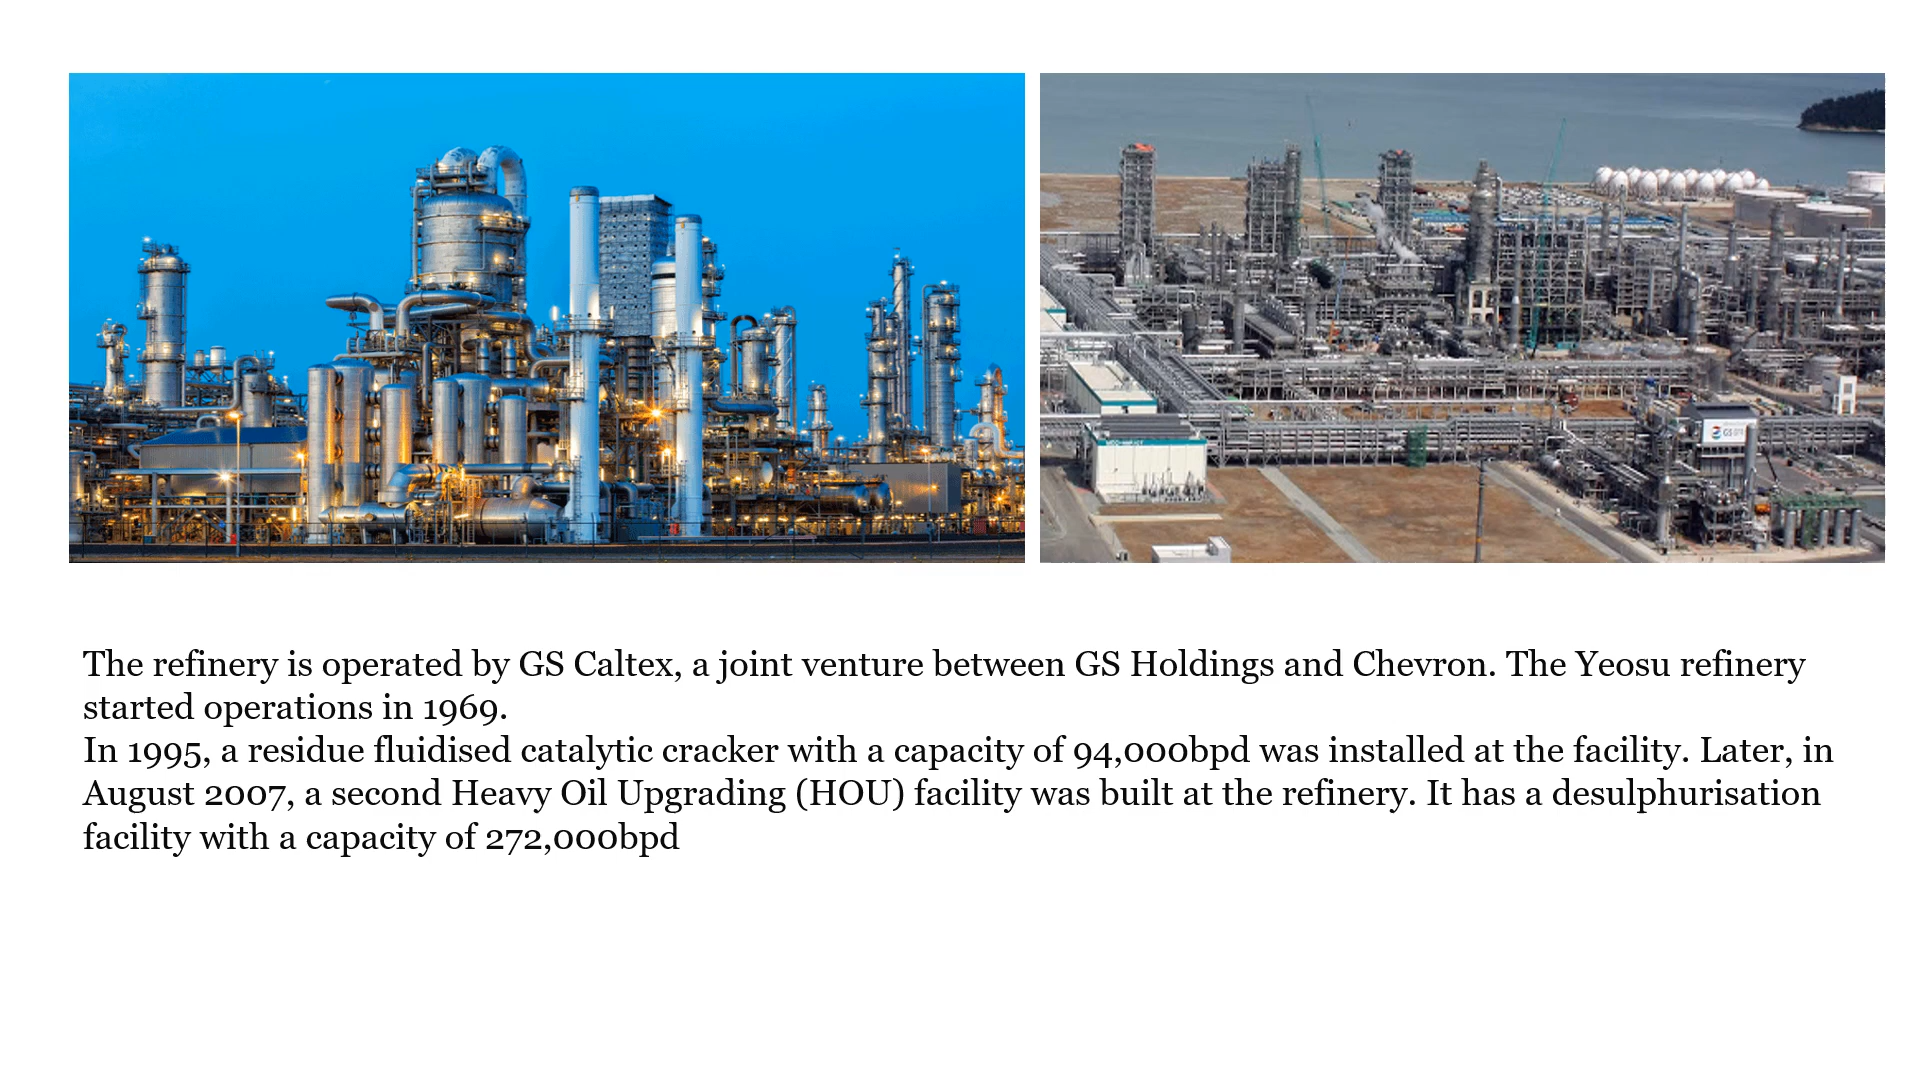 GS
The refinery is operated by GS Caltex, a joint venture between GS Holdings and Chevron. The Yeosu refinery
started operations in 1969.
In 1995, a residue fluidised catalytic cracker with a capacity of 94,000bpd was installed at the facility. Later, in
August 2007, a second Heavy Oil Upgrading (HOU) facility was built at the refinery. It has a desulphurisation
facility with a capacity of 272,000bpd